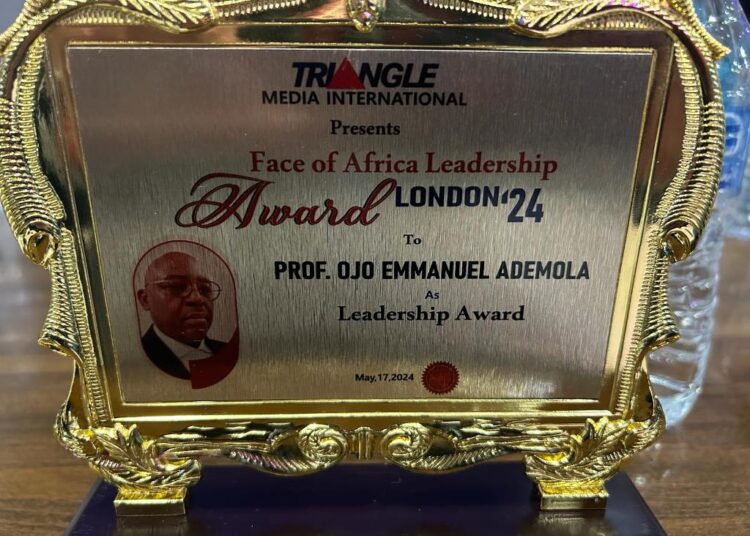 TRIANGLE
MEDIA INTERNATIONAL
Presents
Face of Africa Leadership
Award LONDON '24
To
PROF. OJO EMMANUEL ADEMOLA
As
Leadership Award
May,17,2024